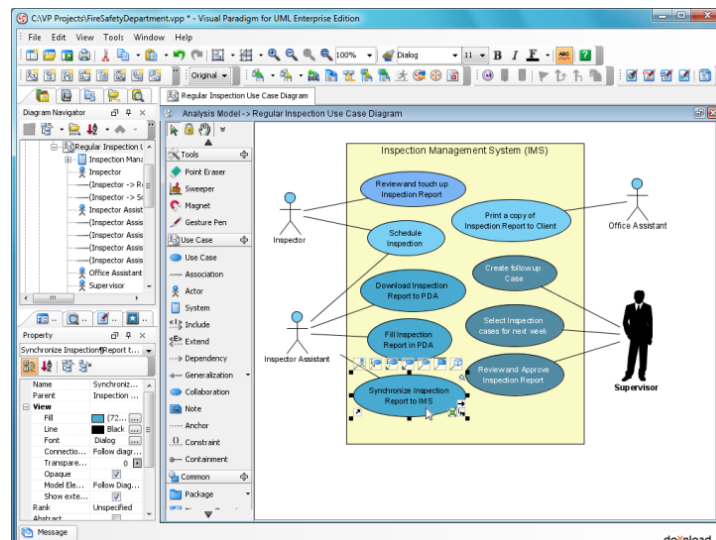 C:\VP Projects\FireSafetyDepartment.vpp * - Visual Paradigm for UML Enterprise Edition
File Edit View Tools Window Help
100% Dialog 11 B I F
Original
Regular Inspection Use Case Diagram
Diagram Navigator
Analysis Model-> Regular Inspection Use Case Diagram
Regular Inspection L
Inspection Mana
Inspector
(Inspector -> R
(Inspector -> S
Inspector Assist
(Inspector Assis
(Inspector Assis
(Inspector Assis
(Inspector Assis
Office Assistant
Supervisor
Property
Synchronize Inspection¶Report t...
Name Synchroniz...
Parent Inspection ...
View
Fill (72...
Line Black
Font Dialog
Connectio... Follow diagr...
Transpare... 0
Opaque
Model Ele... Follow Diag...
Show exte...
Rank Unspecified
Abstract
Message
Tools
Point Eraser
Sweeper
Magnet
Gesture Pen
Use Case
Use Case
Association
Actor
System
Include
Extend
Dependency
Generalization
Collaboration
Note
Anchor
Constraint
Containment
Common
Package
Inspection Management System (IMS)
Review and touch up
Inspection Report
Print a copy of
Inspection Report to Client
Inspector
Office Assistant
Schedule
Inspection
Create follow up
Case
Download Inspection
Report to PDA
Select Inspection
cases for next week
Fill Inspection
Report in PDA
Inspector Assistant
Review and Approve
Inspection Report
Supervisor
Synchronize Inspection
Report to IMS